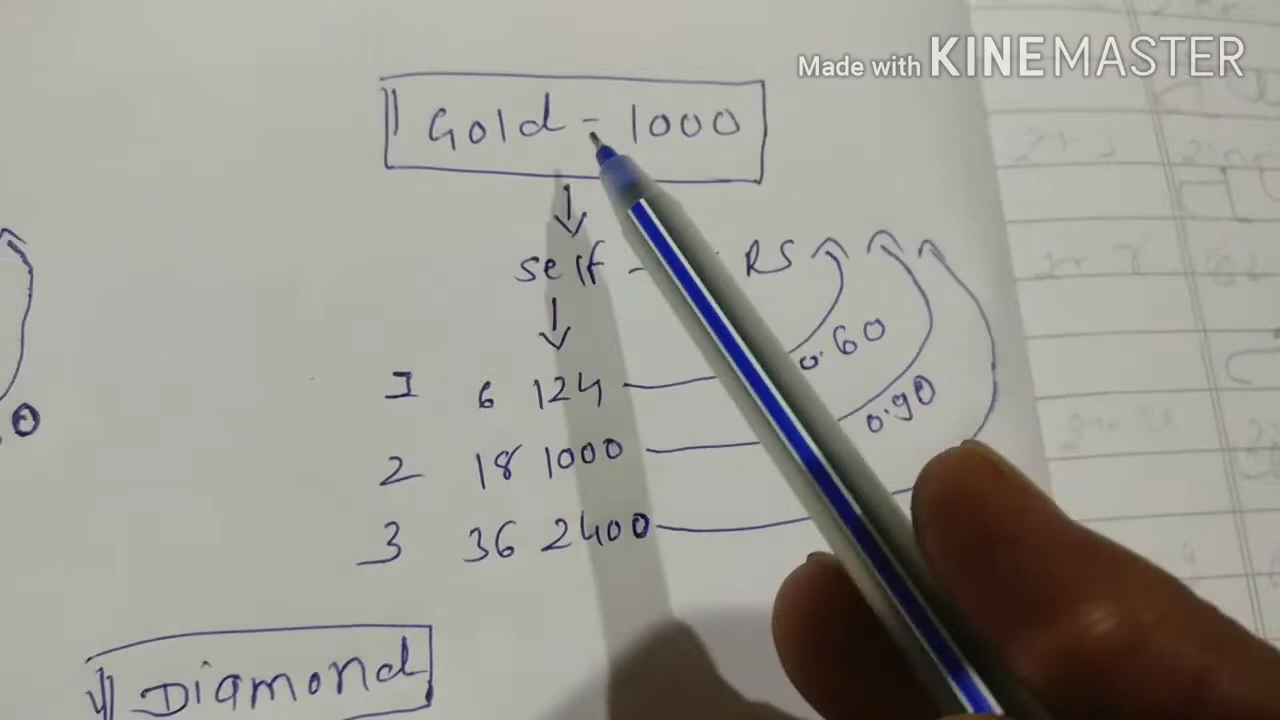 Made with KINEMASTER
Gold - 1000
self - RS
0.60
1 6 124
0.90
2 18 1000
3 36 2400
Diamond